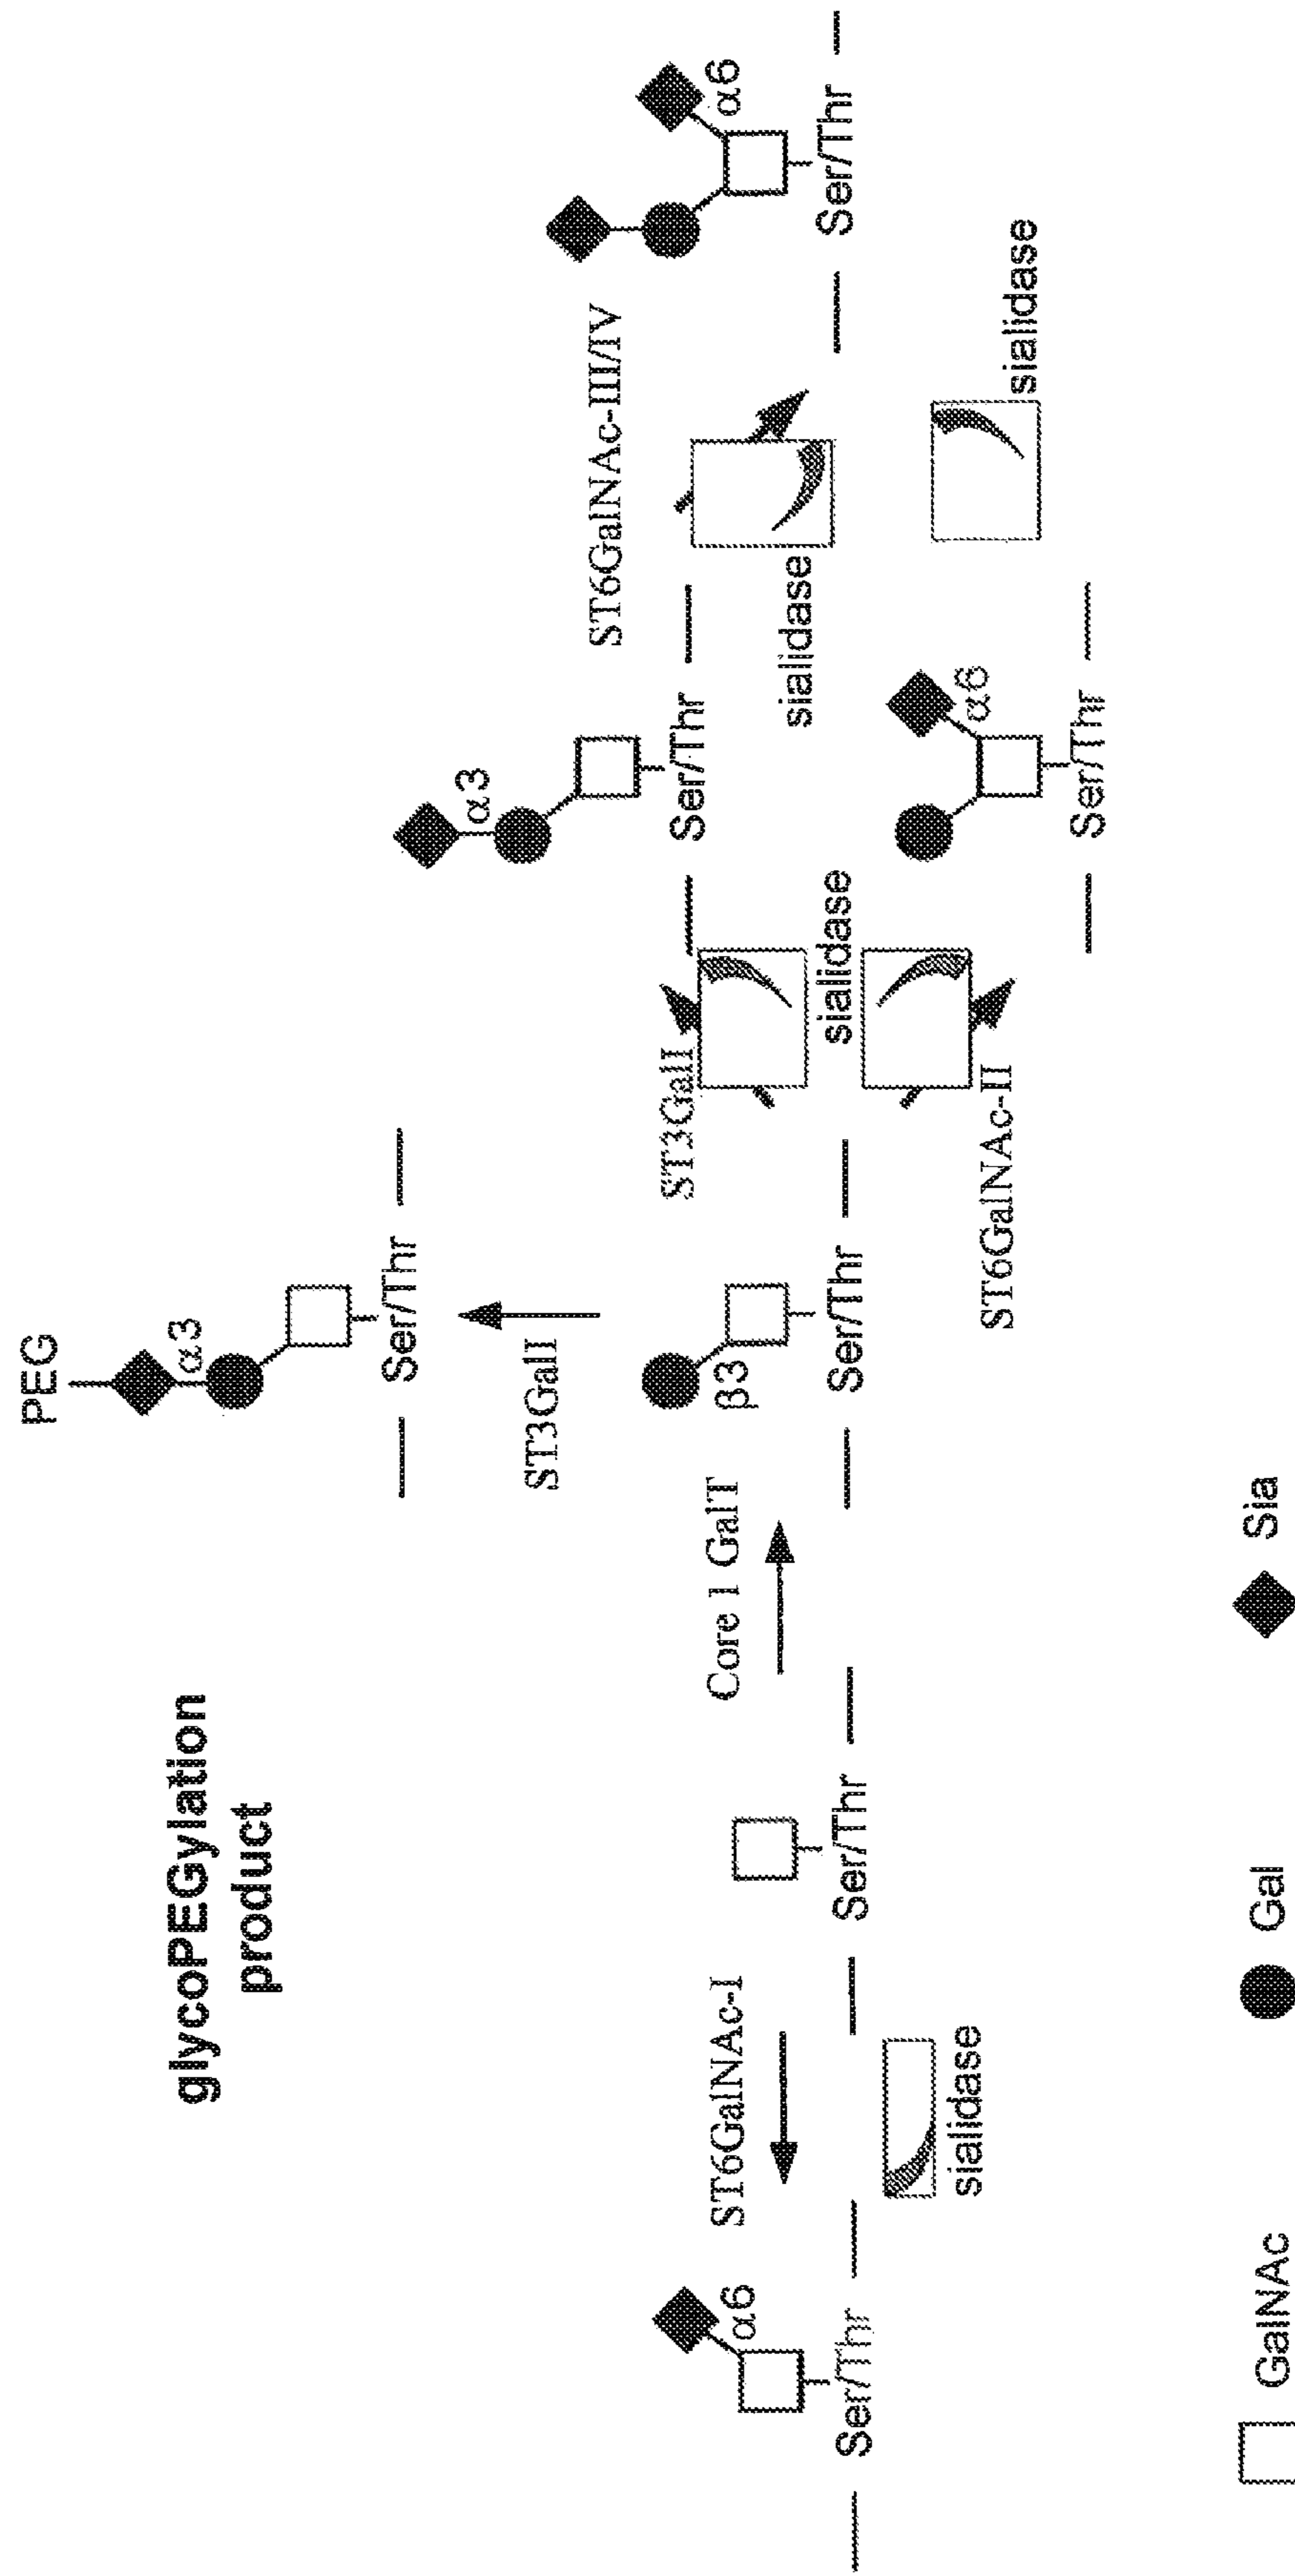 glycoPEGylation
product
PEG
α3
Ser/Thr
ST3GalI
α6
Ser/Thr
ST6GalNAc-I
sialidase
Ser/Thr
Core 1 GalT
β3
Ser/Thr
ST3GalI
sialidase
ST6GalNAc-II
α3
Ser/Thr
α6
Ser/Thr
ST6GalNAc-III/IV
sialidase
sialidase
α6
Ser/Thr
GalNAc
Gal
Sia